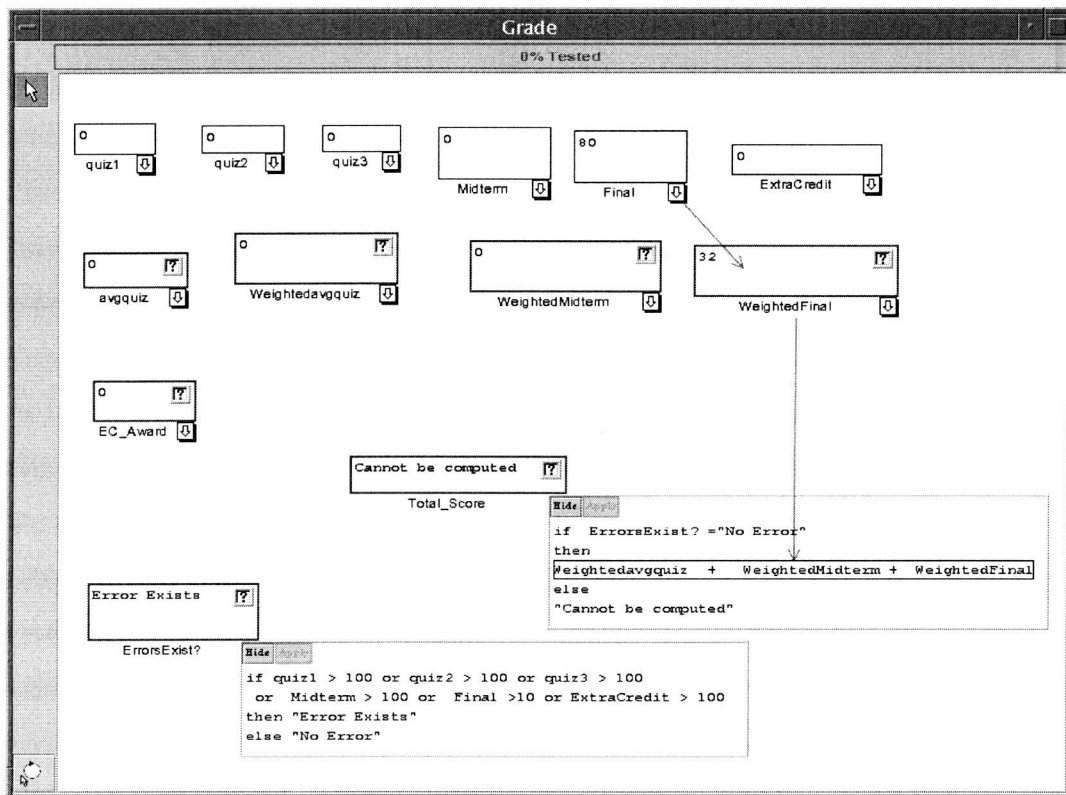 Grade
0% Tested
0
quiz1
0
quiz2
0
quiz3
0
Midterm
80
Final
0
ExtraCredit
0 ?
avgquiz
0 ?
Weightedavgquiz
0 ?
WeightedMidterm
32 ?
WeightedFinal
0 ?
EC_Award
Cannot be computed ?
Total_Score
Hide Apply
if ErrorsExist? ="No Error"
then
Weightedavgquiz + WeightedMidterm + WeightedFinal
else
"Cannot be computed"
Error Exists ?
ErrorsExist?
Hide Apply
if quiz1 > 100 or quiz2 > 100 or quiz3 > 100
or Midterm > 100 or Final >10 or ExtraCredit > 100
then "Error Exists"
else "No Error"